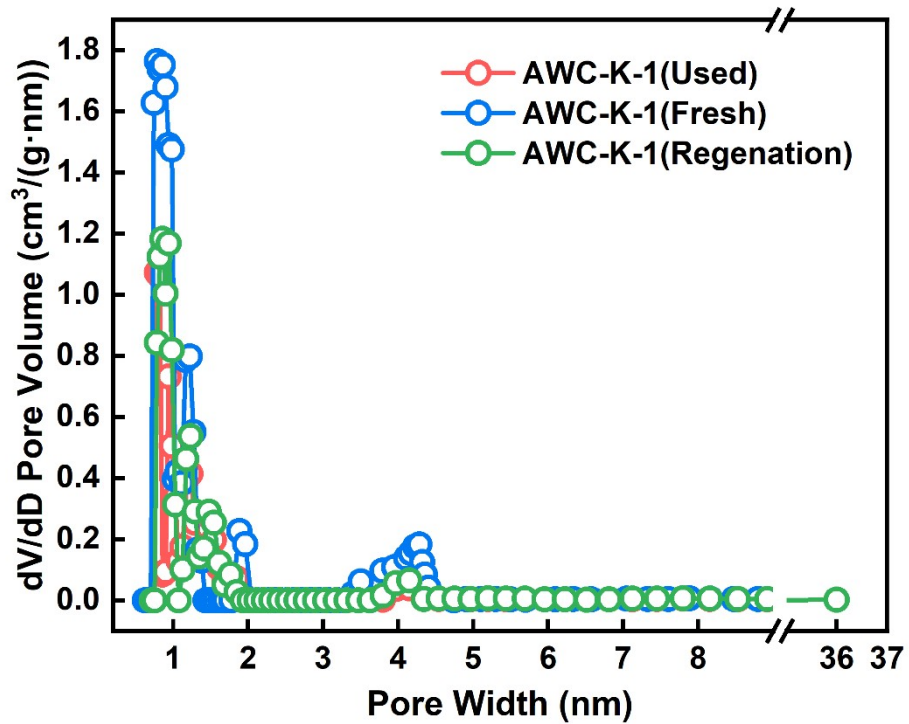 AWC-K-1(Used)
AWC-K-1(Fresh)
AWC-K-1(Regenation)
dV/dD Pore Volume (cm³/(g·nm))
1.8
1.6
1.4
1.2
1.0
0.8
0.6
0.4
0.2
0.0
1 2 3 4 5 6 7 8 36 37
Pore Width (nm)